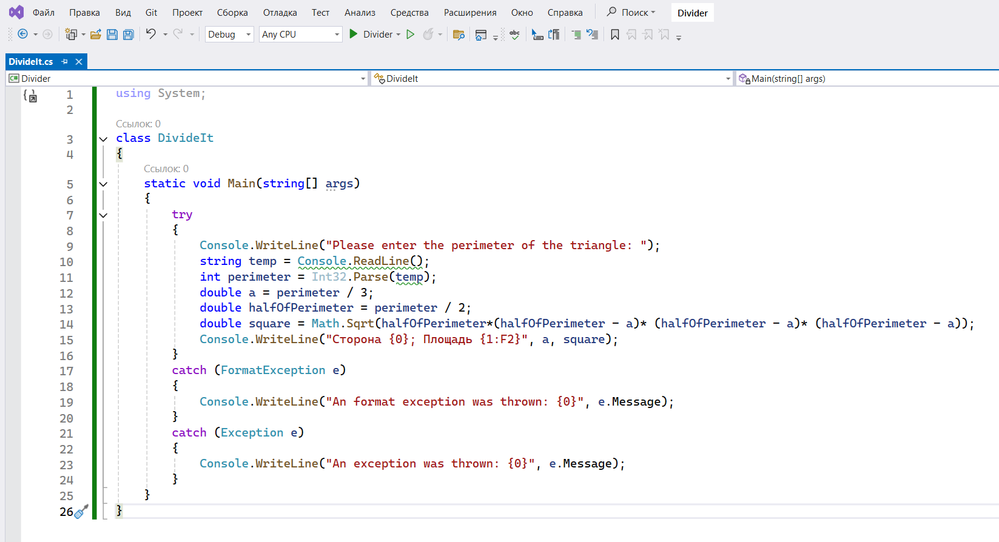 Файл Правка Вид Git Проект Сборка Отладка Тест Анализ Средства Расширения Окно Справка Поиск Divider
Debug Any CPU Divider abc
DivideIt.cs
C# Divider DivideIt Main(string[] args)
1 using System;
2
Ссылок: 0
3 class DivideIt
4 {
Ссылок: 0
5 static void Main(string[] args)
6 {
7 try
8 {
9 Console.WriteLine("Please enter the perimeter of the triangle: ");
10 string temp = Console.ReadLine();
11 int perimeter = Int32.Parse(temp);
12 double a = perimeter / 3;
13 double halfOfPerimeter = perimeter / 2;
14 double square = Math.Sqrt(halfOfPerimeter*(halfOfPerimeter - a)* (halfOfPerimeter - a)* (halfOfPerimeter - a));
15 Console.WriteLine("Сторона {0}; Площадь {1:F2}", a, square);
16 }
17 catch (FormatException e)
18 {
19 Console.WriteLine("An format exception was thrown: {0}", e.Message);
20 }
21 catch (Exception e)
22 {
23 Console.WriteLine("An exception was thrown: {0}", e.Message);
24 }
25 }
26 }